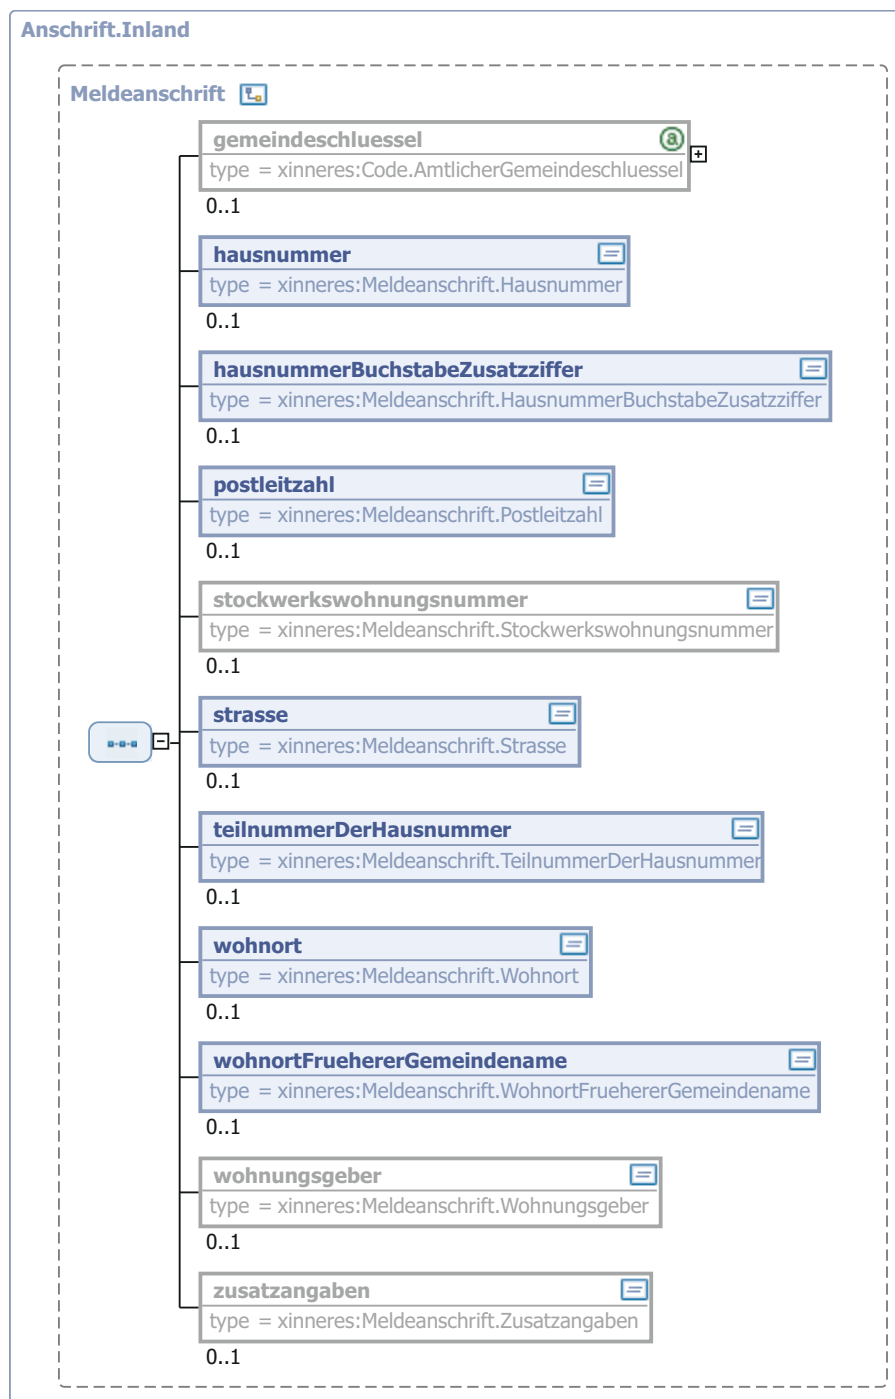 Anschrift.Inland
Meldeanschrift
gemeindeschluessel
type = xinneres:Code.AmtlicherGemeindeschluessel
0..1
hausnummer
type = xinneres:Meldeanschrift.Hausnummer
0..1
hausnummerBuchstabeZusatzziffer
type = xinneres:Meldeanschrift.HausnummerBuchstabeZusatzziffer
0..1
postleitzahl
type = xinneres:Meldeanschrift.Postleitzahl
0..1
stockwerkswohnungsnummer
type = xinneres:Meldeanschrift.Stockwerkswohnungsnummer
0..1
strasse
type = xinneres:Meldeanschrift.Strasse
0..1
teilnummerDerHausnummer
type = xinneres:Meldeanschrift.TeilnummerDerHausnummer
0..1
wohnort
type = xinneres:Meldeanschrift.Wohnort
0..1
wohnortFruehererGemeindename
type = xinneres:Meldeanschrift.WohnortFruehererGemeindename
0..1
wohnungsgeber
type = xinneres:Meldeanschrift.Wohnungsgeber
0..1
zusatzangaben
type = xinneres:Meldeanschrift.Zusatzangaben
0..1